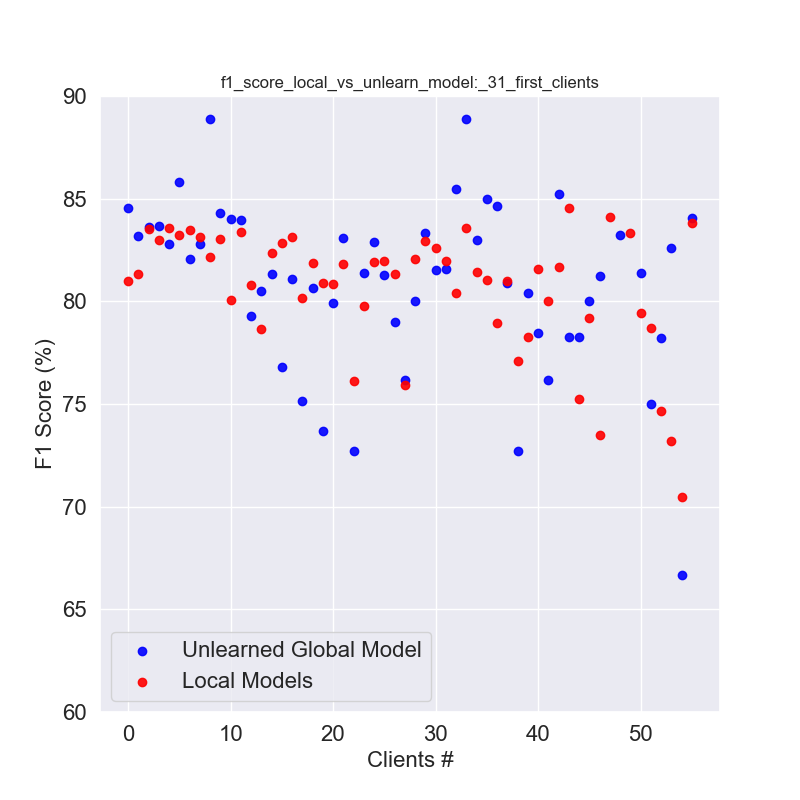 f1_score_local_vs_unlearn_model:_31_first_clients
90
85
80
75
70
65
60
F1 Score (%)
Unlearned Global Model
Local Models
0 10 20 30 40 50
Clients #